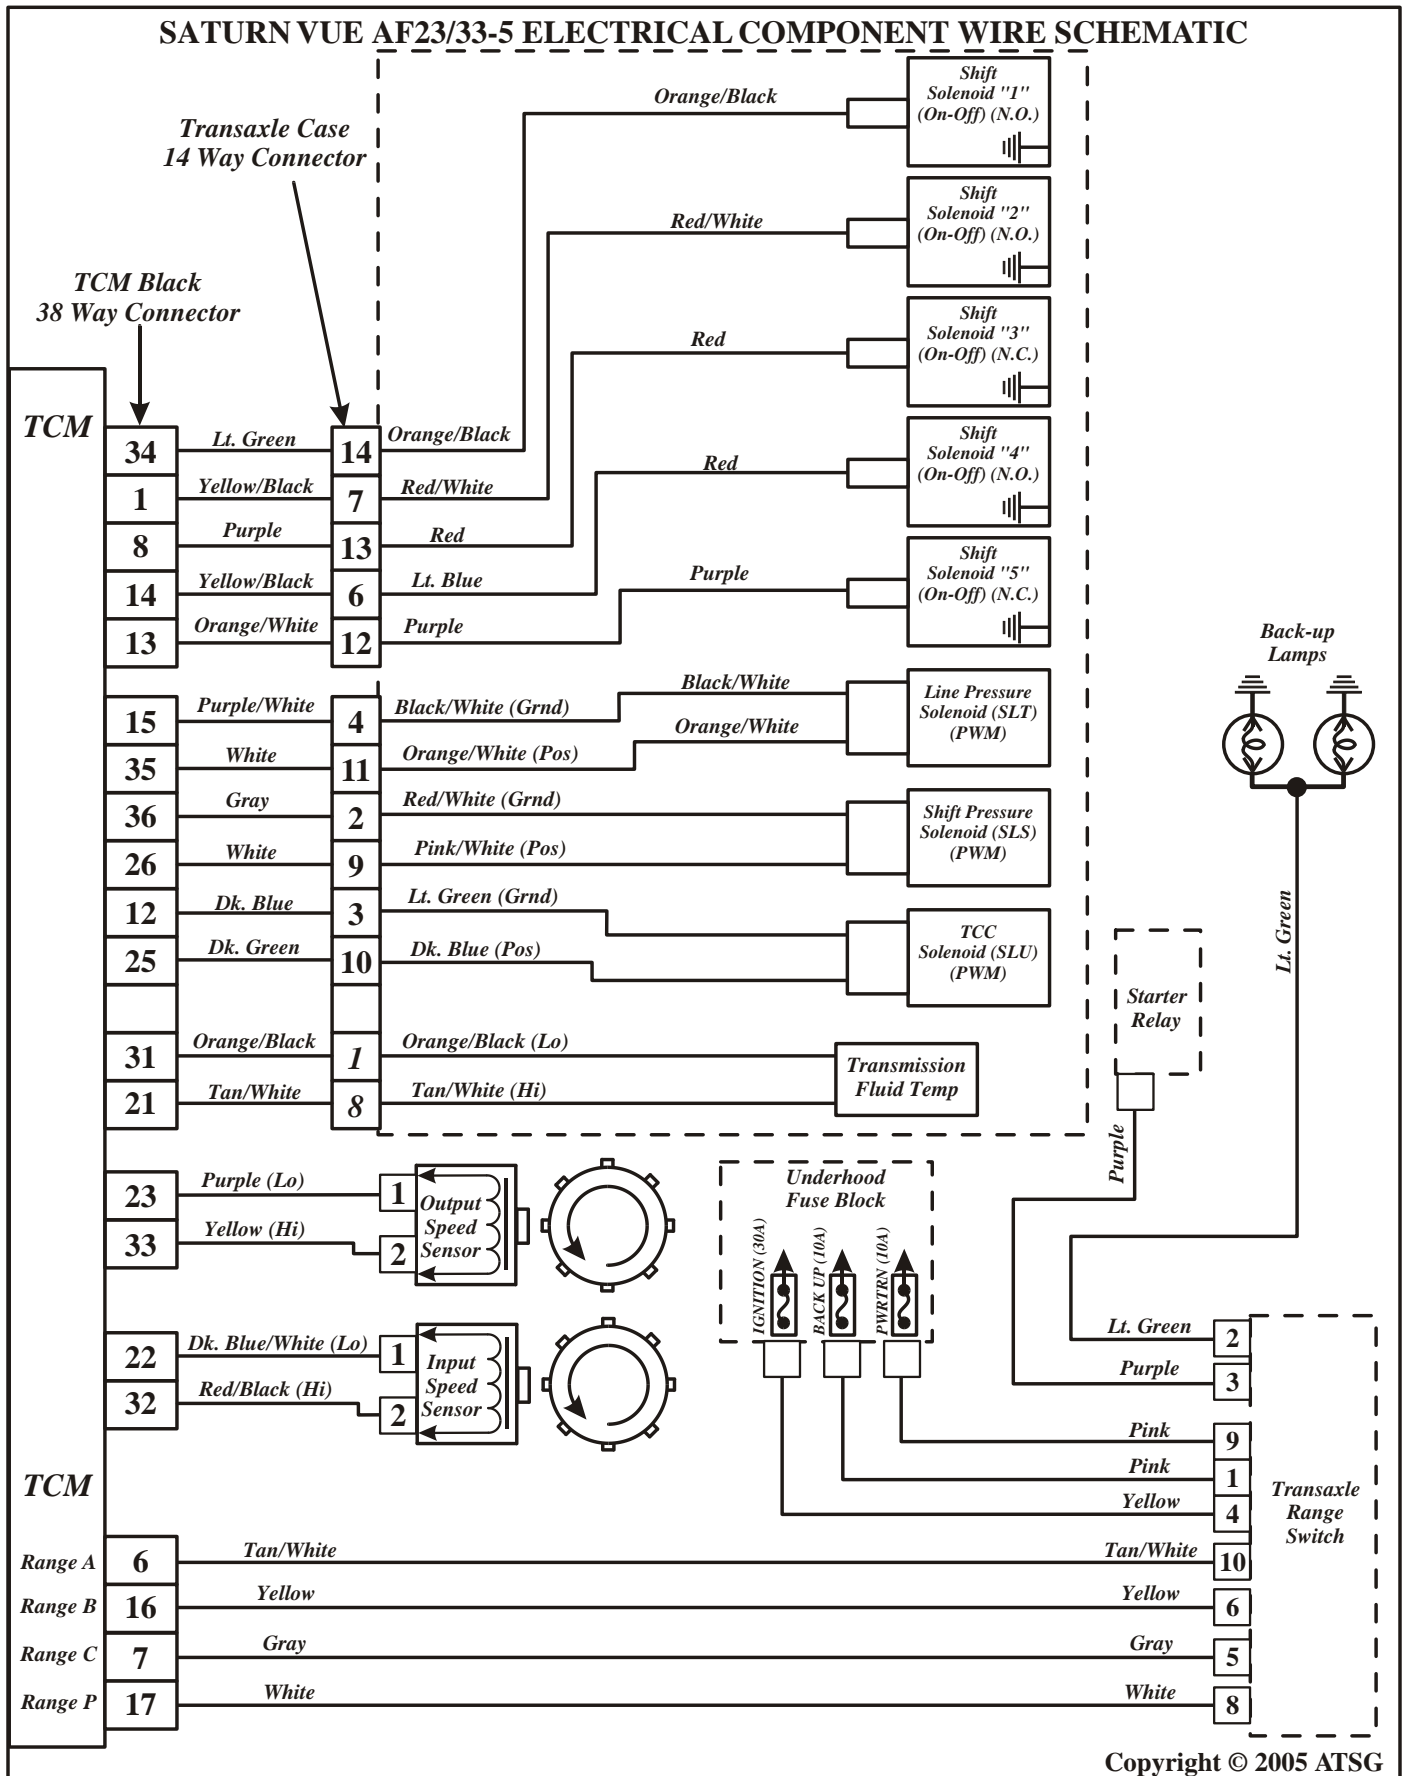 SATURN VUE AF23/33-5 ELECTRICAL COMPONENT WIRE SCHEMATIC
Transaxle Case
14 Way Connector
TCM Black
38 Way Connector
Orange/Black
Shift
Solenoid "1"
(On-Off) (N.O.)
Red/White
Shift
Solenoid "2"
(On-Off) (N.O.)
Red
Shift
Solenoid "3"
(On-Off) (N.C.)
Red
Shift
Solenoid "4"
(On-Off) (N.O.)
Purple
Shift
Solenoid "5"
(On-Off) (N.C.)
TCM
34 Lt. Green 14 Orange/Black
1 Yellow/Black 7 Red/White
8 Purple 13 Red
14 Yellow/Black 6 Lt. Blue
13 Orange/White 12 Purple
15 Purple/White 4 Black/White (Grnd) Black/White
35 White 11 Orange/White (Pos) Orange/White
Line Pressure
Solenoid (SLT)
(PWM)
36 Gray 2 Red/White (Grnd)
26 White 9 Pink/White (Pos)
Shift Pressure
Solenoid (SLS)
(PWM)
12 Dk. Blue 3 Lt. Green (Grnd)
25 Dk. Green 10 Dk. Blue (Pos)
TCC
Solenoid (SLU)
(PWM)
31 Orange/Black 1 Orange/Black (Lo)
21 Tan/White 8 Tan/White (Hi)
Transmission
Fluid Temp
Back-up
Lamps
Lt. Green
Starter
Relay
Purple
23 Purple (Lo) 1
33 Yellow (Hi) 2
Output
Speed
Sensor
22 Dk. Blue/White (Lo) 1
32 Red/Black (Hi) 2
Input
Speed
Sensor
Underhood
Fuse Block
IGNITION (30A)
BACK UP (10A)
PWRTRN (10A)
Lt. Green 2
Purple 3
Pink 9
Pink 1
Yellow 4
Transaxle
Range
Switch
TCM
Range A 6 Tan/White Tan/White 10
Range B 16 Yellow Yellow 6
Range C 7 Gray Gray 5
Range P 17 White White 8
Copyright © 2005 ATSG